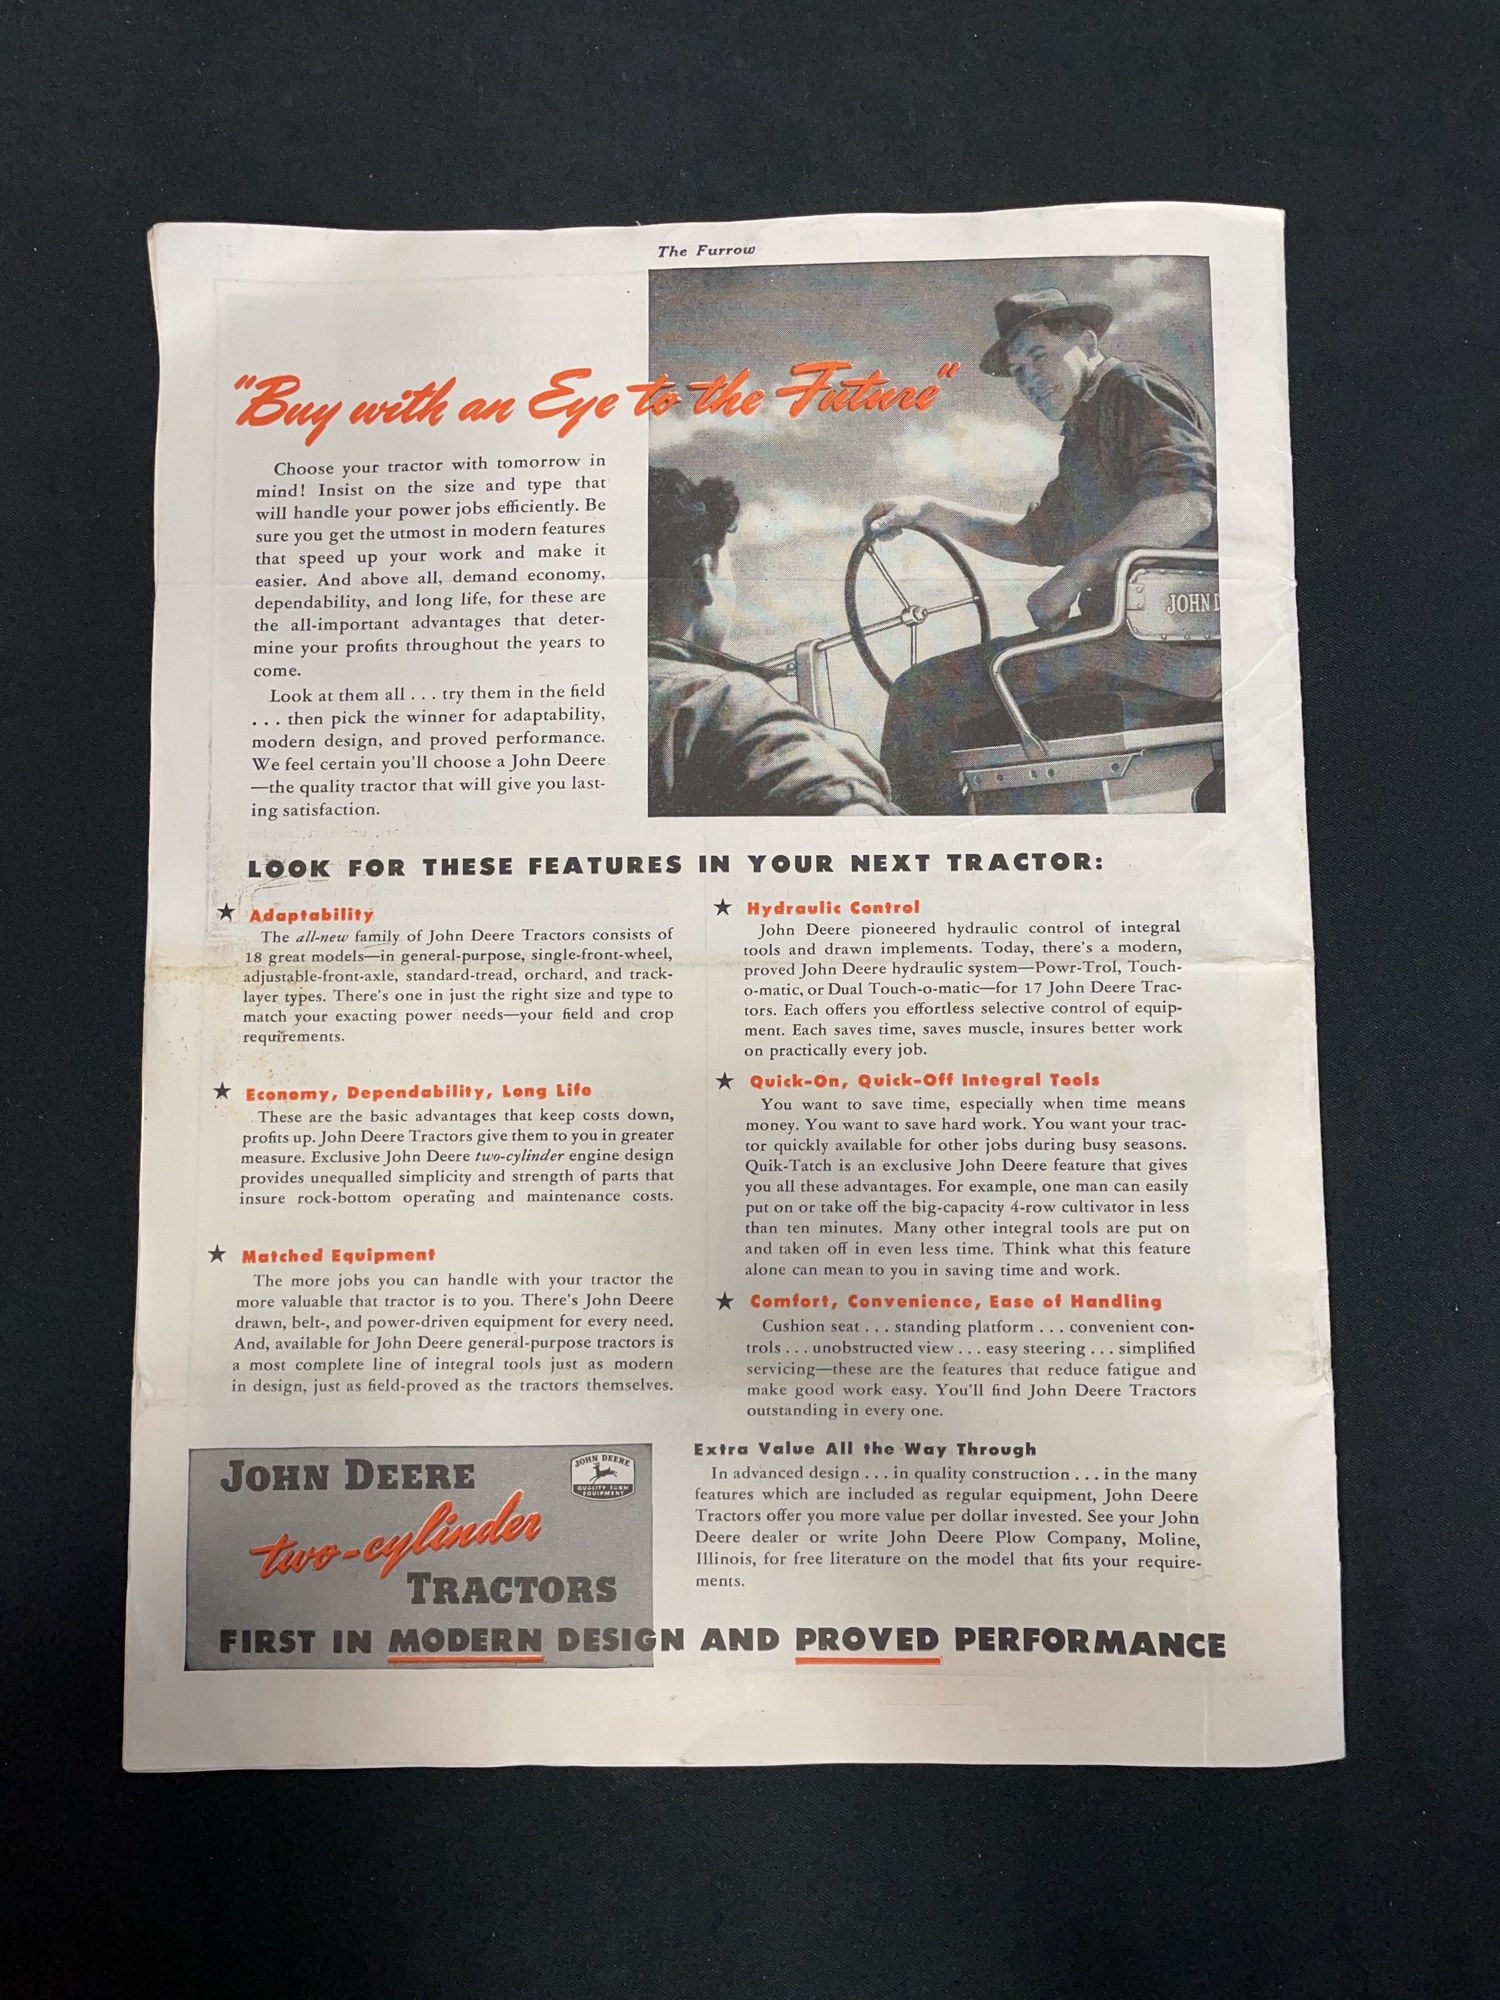 The Furrow
"Buy with an Eye to the Future"
Choose your tractor with tomorrow in
mind! Insist on the size and type that
will handle your power jobs efficiently. Be
sure you get the utmost in modern features
that speed up your work and make it
easier. And above all, demand economy,
dependability, and long life, for these are
the all-important advantages that deter-
mine your profits throughout the years to
come.
Look at them all . . . try them in the field
. . . then pick the winner for adaptability,
modern design, and proved performance.
We feel certain you'll choose a John Deere
—the quality tractor that will give you last-
ing satisfaction.
JOHN D
LOOK FOR THESE FEATURES IN YOUR NEXT TRACTOR:
★ Adaptability
The all-new family of John Deere Tractors consists of
18 great models—in general-purpose, single-front-wheel,
adjustable-front-axle, standard-tread, orchard, and track-
layer types. There's one in just the right size and type to
match your exacting power needs—your field and crop
requirements.
★ Economy, Dependability, Long Life
These are the basic advantages that keep costs down,
profits up. John Deere Tractors give them to you in greater
measure. Exclusive John Deere two-cylinder engine design
provides unequalled simplicity and strength of parts that
insure rock-bottom operating and maintenance costs.
★ Matched Equipment
The more jobs you can handle with your tractor the
more valuable that tractor is to you. There's John Deere
drawn, belt-, and power-driven equipment for every need.
And, available for John Deere general-purpose tractors is
a most complete line of integral tools just as modern
in design, just as field-proved as the tractors themselves.
★ Hydraulic Control
John Deere pioneered hydraulic control of integral
tools and drawn implements. Today, there's a modern,
proved John Deere hydraulic system—Powr-Trol, Touch-
o-matic, or Dual Touch-o-matic—for 17 John Deere Trac-
tors. Each offers you effortless selective control of equip-
ment. Each saves time, saves muscle, insures better work
on practically every job.
★ Quick-On, Quick-Off Integral Tools
You want to save time, especially when time means
money. You want to save hard work. You want your trac-
tor quickly available for other jobs during busy seasons.
Quik-Tatch is an exclusive John Deere feature that gives
you all these advantages. For example, one man can easily
put on or take off the big-capacity 4-row cultivator in less
than ten minutes. Many other integral tools are put on
and taken off in even less time. Think what this feature
alone can mean to you in saving time and work.
★ Comfort, Convenience, Ease of Handling
Cushion seat . . . standing platform . . . convenient con-
trols . . . unobstructed view . . . easy steering . . . simplified
servicing—these are the features that reduce fatigue and
make good work easy. You'll find John Deere Tractors
outstanding in every one.
Extra Value All the Way Through
In advanced design . . . in quality construction . . . in the many
features which are included as regular equipment, John Deere
Tractors offer you more value per dollar invested. See your John
Deere dealer or write John Deere Plow Company, Moline,
Illinois, for free literature on the model that fits your require-
ments.
JOHN DEERE
two-cylinder
TRACTORS
JOHN DEERE
QUALITY FARM
EQUIPMENT
FIRST IN MODERN DESIGN AND PROVED PERFORMANCE